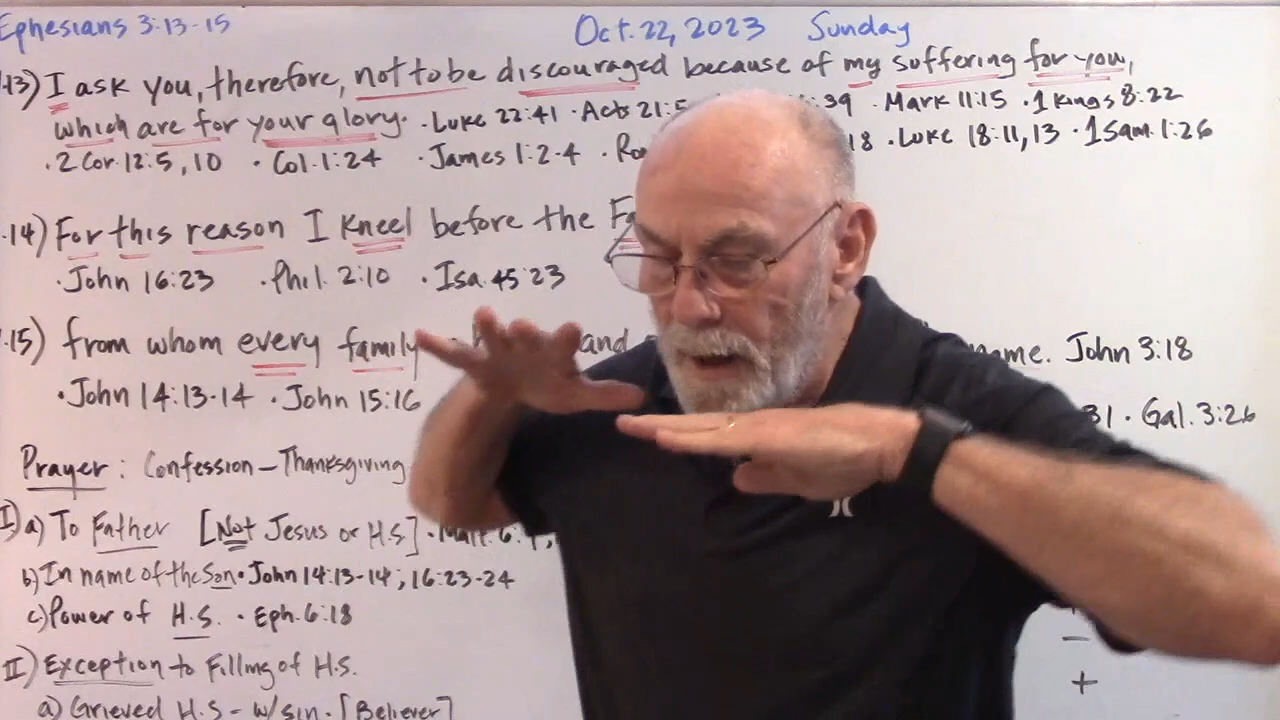 Ephesians 3:13-15 Oct. 22, 2023 Sunday
.13) I ask you, therefore, not to be discouraged because of my suffering for you,
which are for your glory. · Luke 22:41 · Acts 21:5 :39 · Mark 11:15 · 1 Kings 8:22
· 2 Cor. 12:5, 10 · Col. 1:24 · James 1:2-4 · 18 · Luke 18:11, 13 · 1 Sam. 1:26
.14) For this reason I kneel before the
· John 16:23 · Phil. 2:10 · Isa. 45:23
.15) from whom every family and name. John 3:18
· John 14:13-14 · John 15:16 31 · Gal. 3:26
Prayer: Confession - Thanksgiving
I) a) To Father [Not Jesus or H.S.] · Matt. 6:
b) In name of the Son · John 14:13-14; 16:23-24
c) Power of H.S. · Eph. 6:18
II) Exception to Filling of H.S.
-
+
a) Grieved H.S - w/ sin · [Believer]